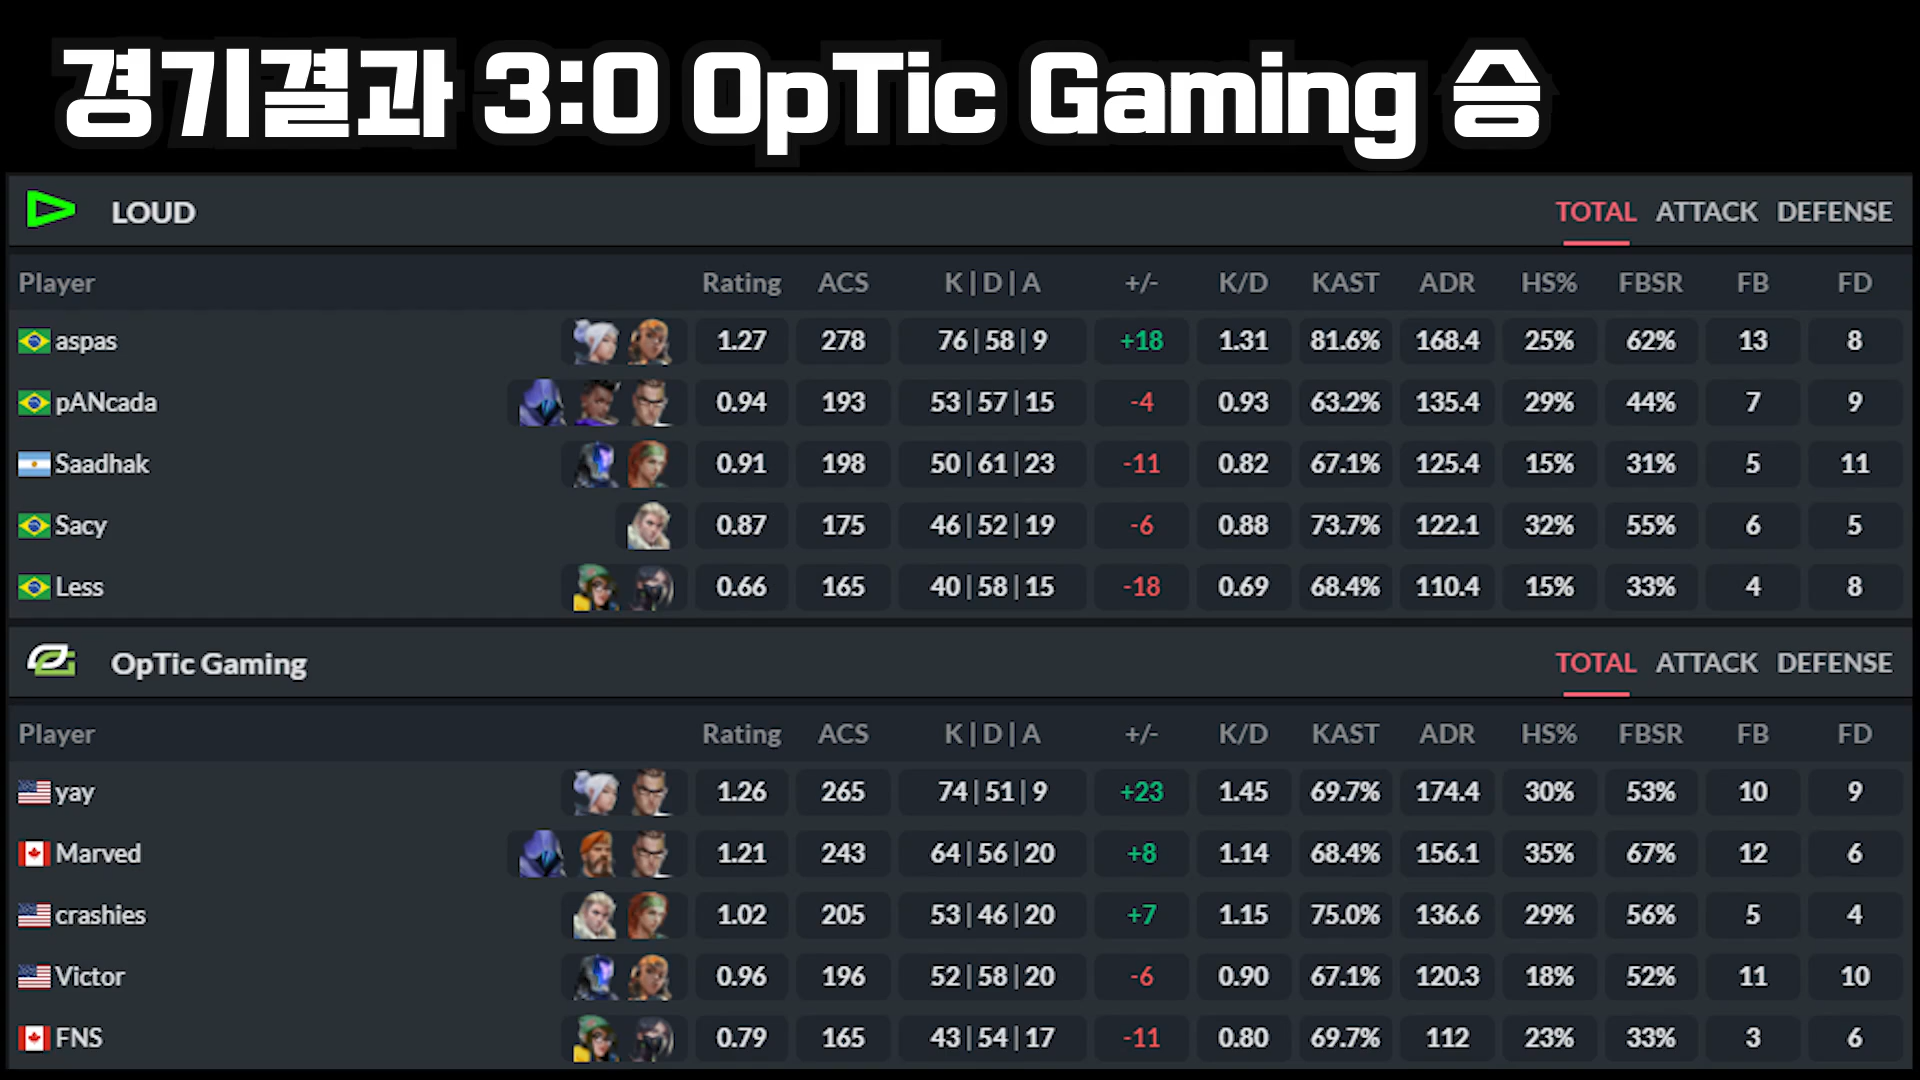 경기결과 3:0 OpTic Gaming 승
LOUD TOTAL ATTACK DEFENSE
Player Rating ACS K | D | A +/- K/D KAST ADR HS% FBSR FB FD
aspas 1.27 278 76 | 58 | 9 +18 1.31 81.6% 168.4 25% 62% 13 8
pANcada 0.94 193 53 | 57 | 15 -4 0.93 63.2% 135.4 29% 44% 7 9
Saadhak 0.91 198 50 | 61 | 23 -11 0.82 67.1% 125.4 15% 31% 5 11
Sacy 0.87 175 46 | 52 | 19 -6 0.88 73.7% 122.1 32% 55% 6 5
Less 0.66 165 40 | 58 | 15 -18 0.69 68.4% 110.4 15% 33% 4 8
OpTic Gaming TOTAL ATTACK DEFENSE
Player Rating ACS K | D | A +/- K/D KAST ADR HS% FBSR FB FD
yay 1.26 265 74 | 51 | 9 +23 1.45 69.7% 174.4 30% 53% 10 9
Marved 1.21 243 64 | 56 | 20 +8 1.14 68.4% 156.1 35% 67% 12 6
crashies 1.02 205 53 | 46 | 20 +7 1.15 75.0% 136.6 29% 56% 5 4
Victor 0.96 196 52 | 58 | 20 -6 0.90 67.1% 120.3 18% 52% 11 10
FNS 0.79 165 43 | 54 | 17 -11 0.80 69.7% 112 23% 33% 3 6